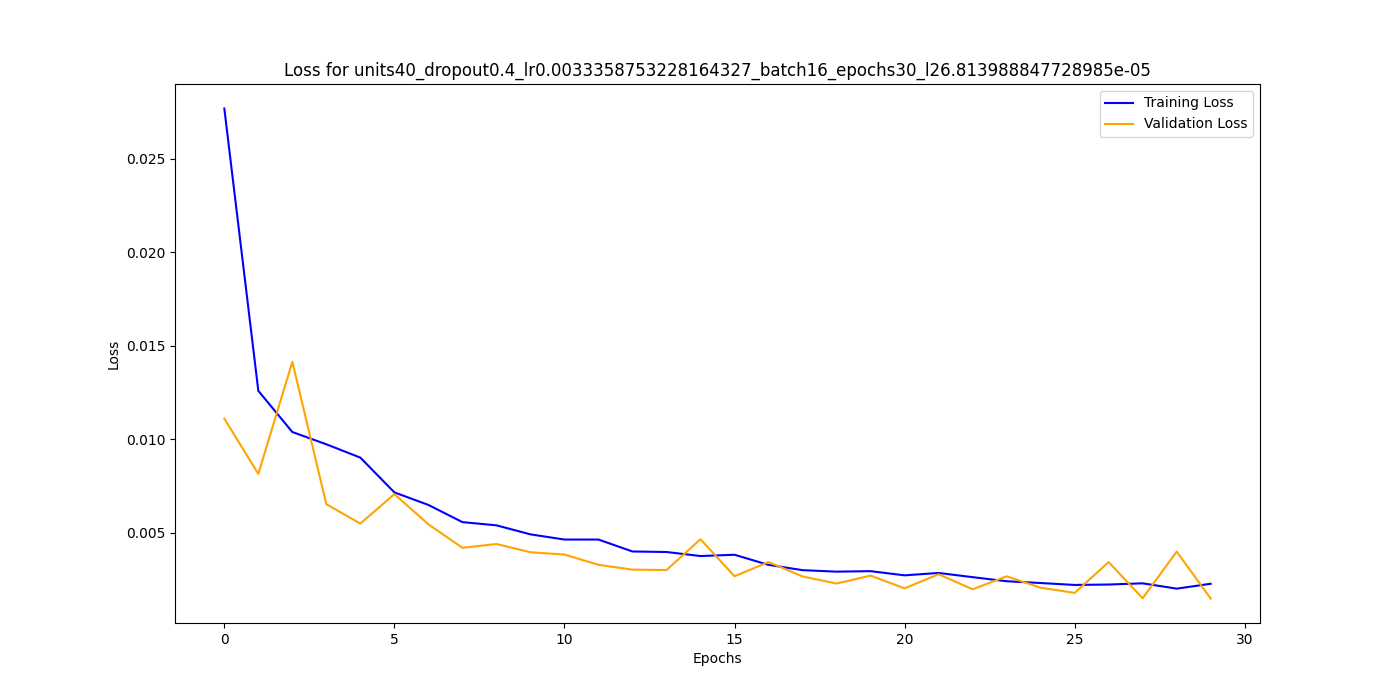 Loss for units40_dropout0.4_lr0.0033358753228164327_batch16_epochs30_l26.813988847728985e-05
Training Loss
Validation Loss
0.025
0.020
0.015
0.010
0.005
Loss
0 5 10 15 20 25 30
Epochs